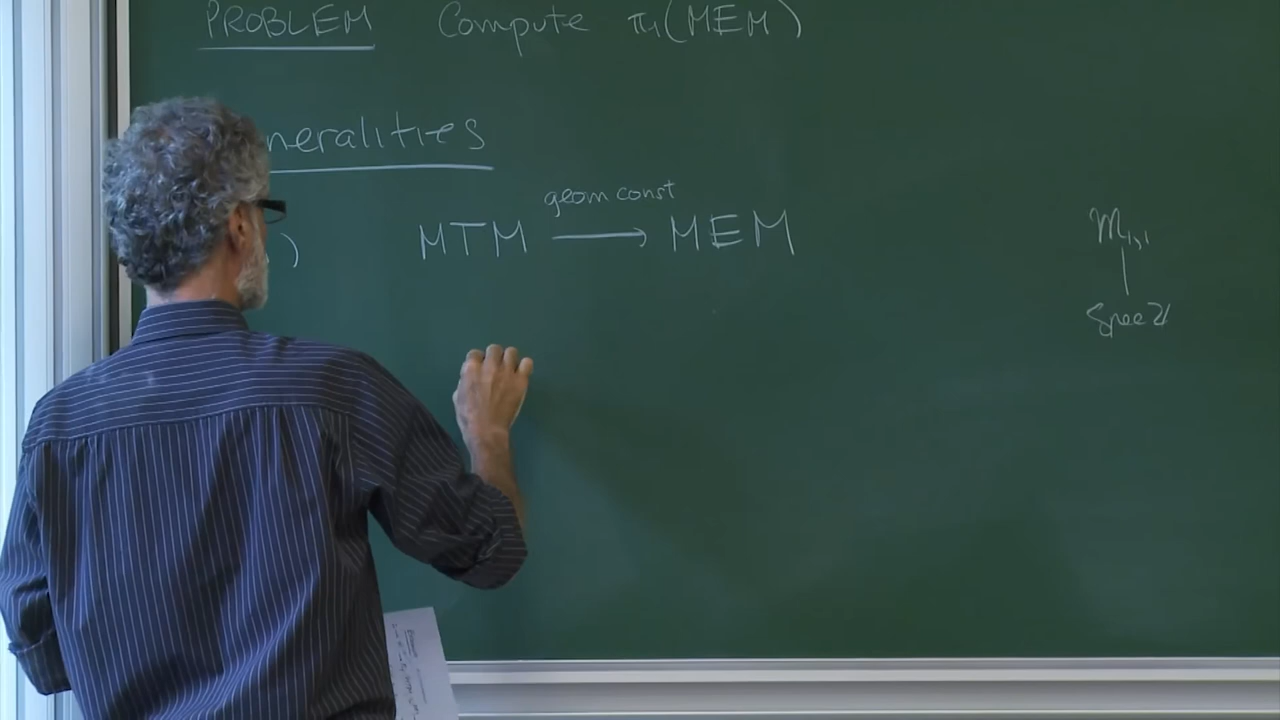 PROBLEM Compute π₁(MEM)
neralities
geom const
) MTM ⟶ MEM
M₁,₁
|
Spec ℤ